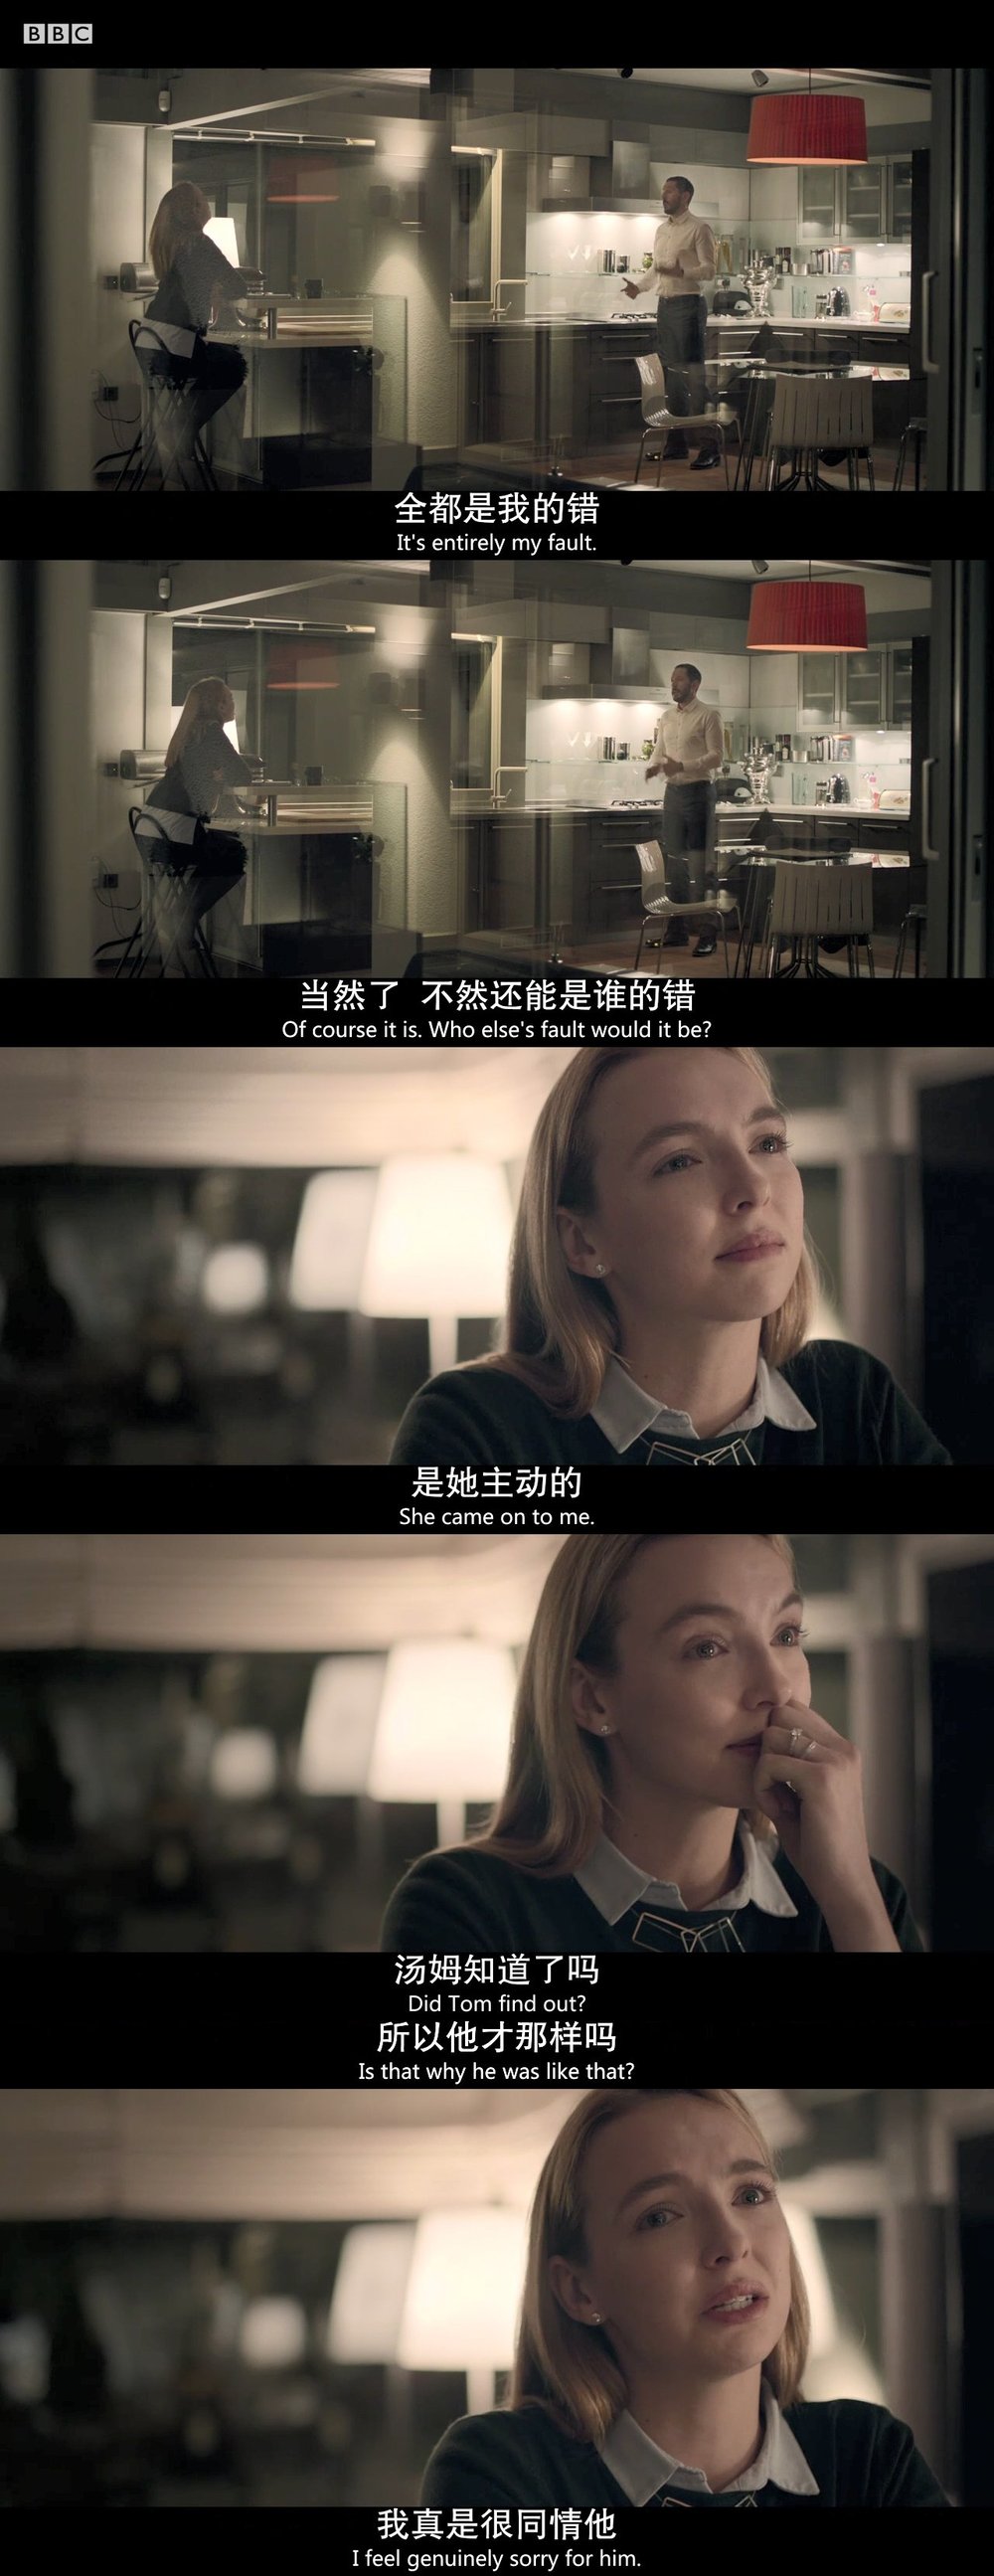 BBC
全都是我的错
It's entirely my fault.
当然了 不然还能是谁的错
Of course it is. Who else's fault would it be?
是她主动的
She came on to me.
汤姆知道了吗
Did Tom find out?
所以他才那样吗
Is that why he was like that?
我真是很同情他
I feel genuinely sorry for him.